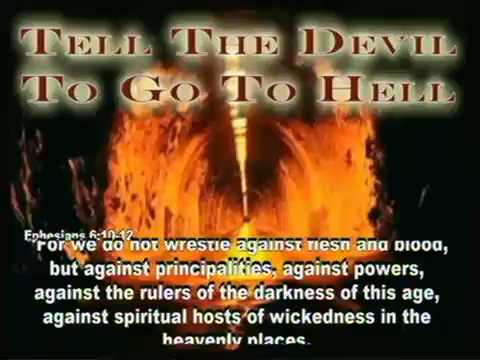 TELL THE DEVIL
TO GO TO HELL
Ephesians 6:10-12
"For we do not wrestle against flesh and blood,
but against principalities, against powers,
against the rulers of the darkness of this age,
against spiritual hosts of wickedness in the
heavenly places.